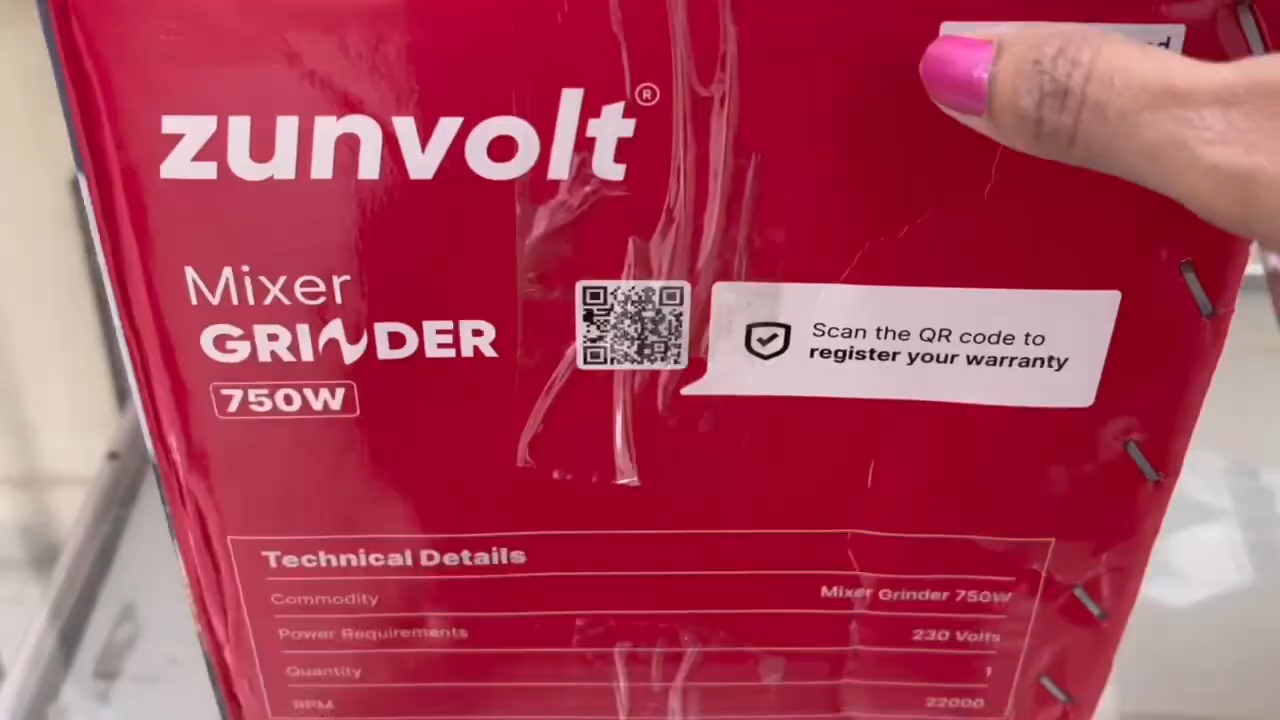 zunvolt®
Mixer
GRINDER
750W
Scan the QR code to
register your warranty
Technical Details
Commodity Mixer Grinder 750W
Power Requirements 230 Volts
Quantity 1
RPM 22000